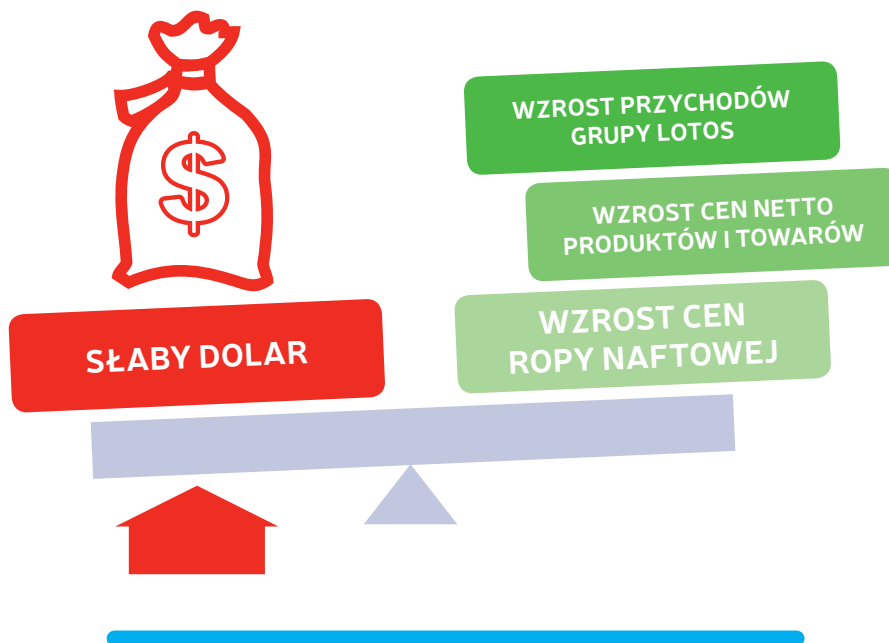 $
WZROST PRZYCHODÓW
GRUPY LOTOS
WZROST CEN NETTO
PRODUKTÓW I TOWARÓW
SŁABY DOLAR
WZROST CEN
ROPY NAFTOWEJ